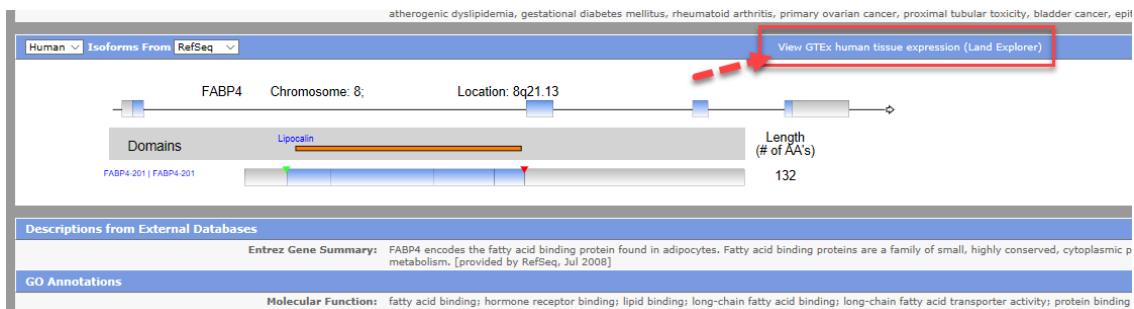 atherogenic dyslipidemia, gestational diabetes mellitus, rheumatoid arthritis, primary ovarian cancer, proximal tubular toxicity, bladder cancer, epit
Human Isoforms From RefSeq
View GTEx human tissue expression (Land Explorer)
FABP4 Chromosome: 8; Location: 8q21.13
Domains
Lipocalin
Length
(# of AA's)
FABP4-201 | FABP4-201
132
Descriptions from External Databases
Entrez Gene Summary: FABP4 encodes the fatty acid binding protein found in adipocytes. Fatty acid binding proteins are a family of small, highly conserved, cytoplasmic p
metabolism. [provided by RefSeq, Jul 2008]
GO Annotations
Molecular Function: fatty acid binding; hormone receptor binding; lipid binding; long-chain fatty acid binding; long-chain fatty acid transporter activity; protein binding